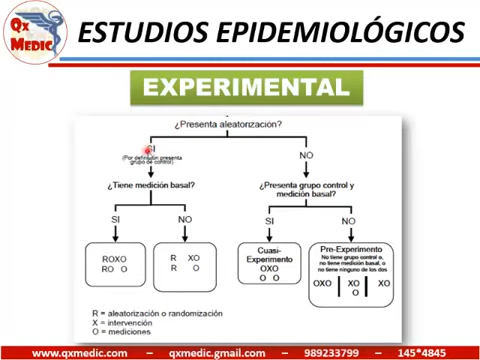 Qx
MEDIC
ESTUDIOS EPIDEMIOLÓGICOS
EXPERIMENTAL
¿Presenta aleatorización?
SI
(Por definición presenta
grupo de control)
NO
¿Tiene medición basal?
¿Presenta grupo control y
medición basal?
SI
NO
SI
NO
ROXO
RO O
R XO
R O
Cuasi-
Experimento
OXO
O O
Pre-Experimento
No tiene grupo control o,
no tiene medición basal, o
no tiene ninguno de los dos
OXO
XO
O
XO
R = aleatorización o randomización
X = intervención
O = mediciones
www.qxmedic.com – qxmedic.gmail.com – 989233799 – 145*4845